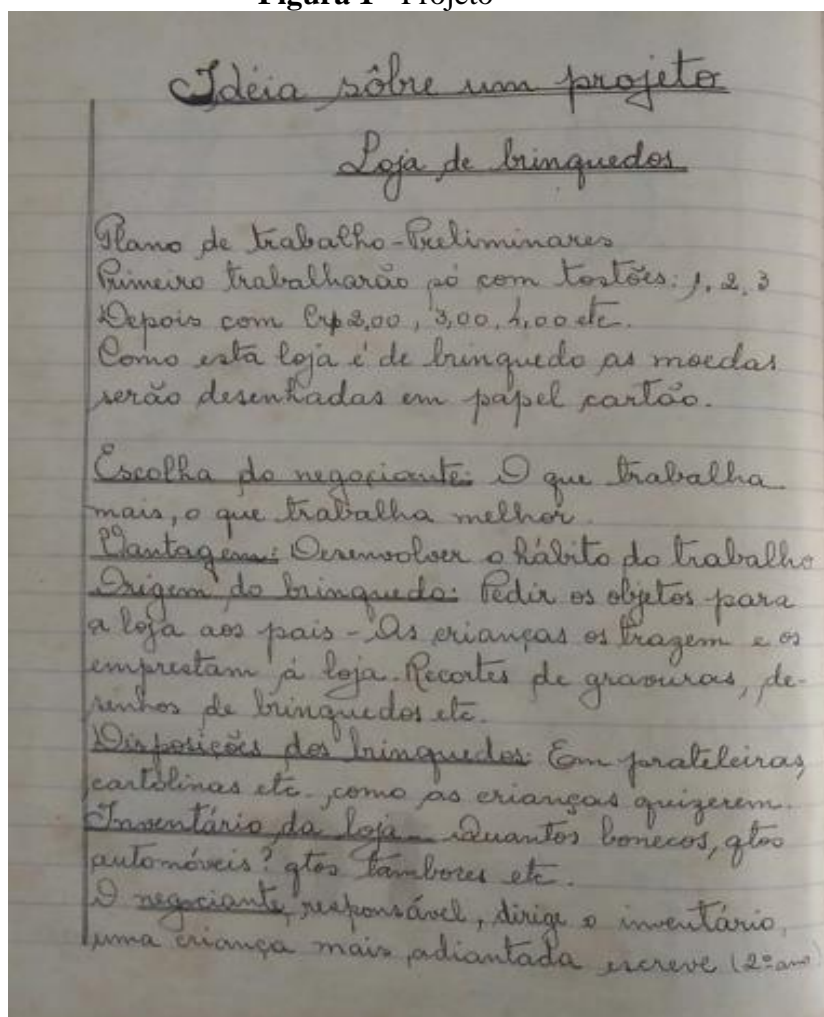 Figura 1 - Projeto
Idéia sôbre um projeto
Loja de brinquedos
Plano de trabalho - Preliminares
Primeiro trabalharão só com tostões: 1, 2, 3
Depois com Cr$ 2,00, 3,00, 4,00 etc.
Como esta loja é de brinquedo as moedas
serão desenhadas em papel cartão.
Escolha do negociante: O que trabalha
mais, o que trabalha melhor.
Vantagem: Desenvolver o hábito do trabalho
Origem do brinquedo: Pedir os objetos para
a loja aos pais - As crianças os trazem e os
emprestam à loja. Recortes de gravuras, de-
senhos de brinquedos etc.
Disposições dos brinquedos: Em prateleiras,
cartolinas etc., como as crianças quizerem.
Inventário da loja - Quantos bonecos, qtos
automóveis? qtos tambores etc.
O negociante, responsável, dirige o inventário,
uma criança mais adiantada escreve (2º ano)